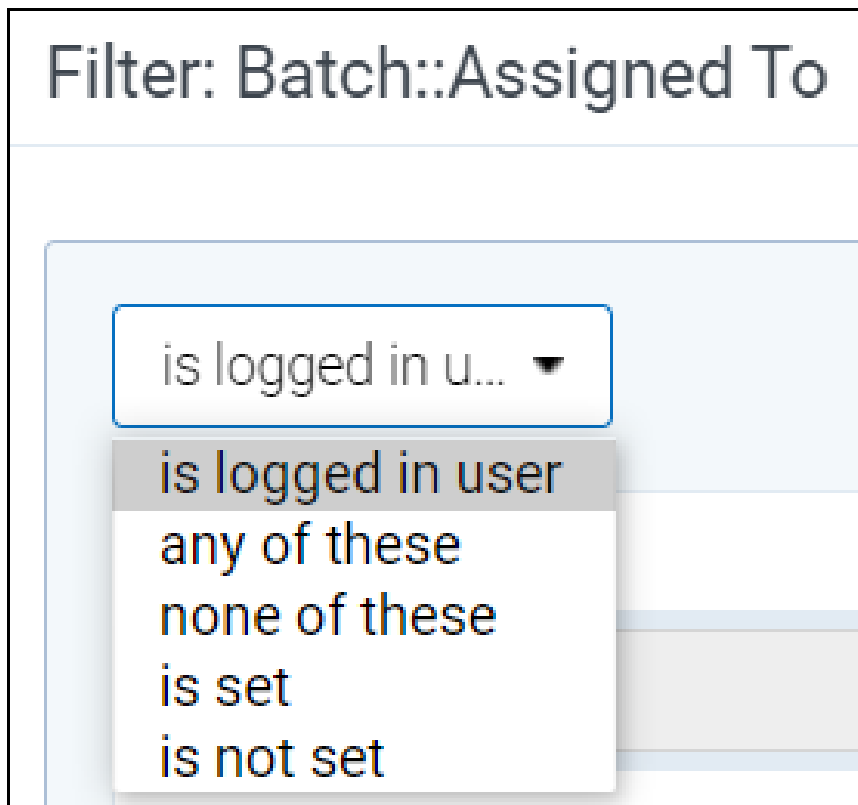 Filter: Batch::Assigned To
is logged in u...
is logged in user
any of these
none of these
is set
is not set